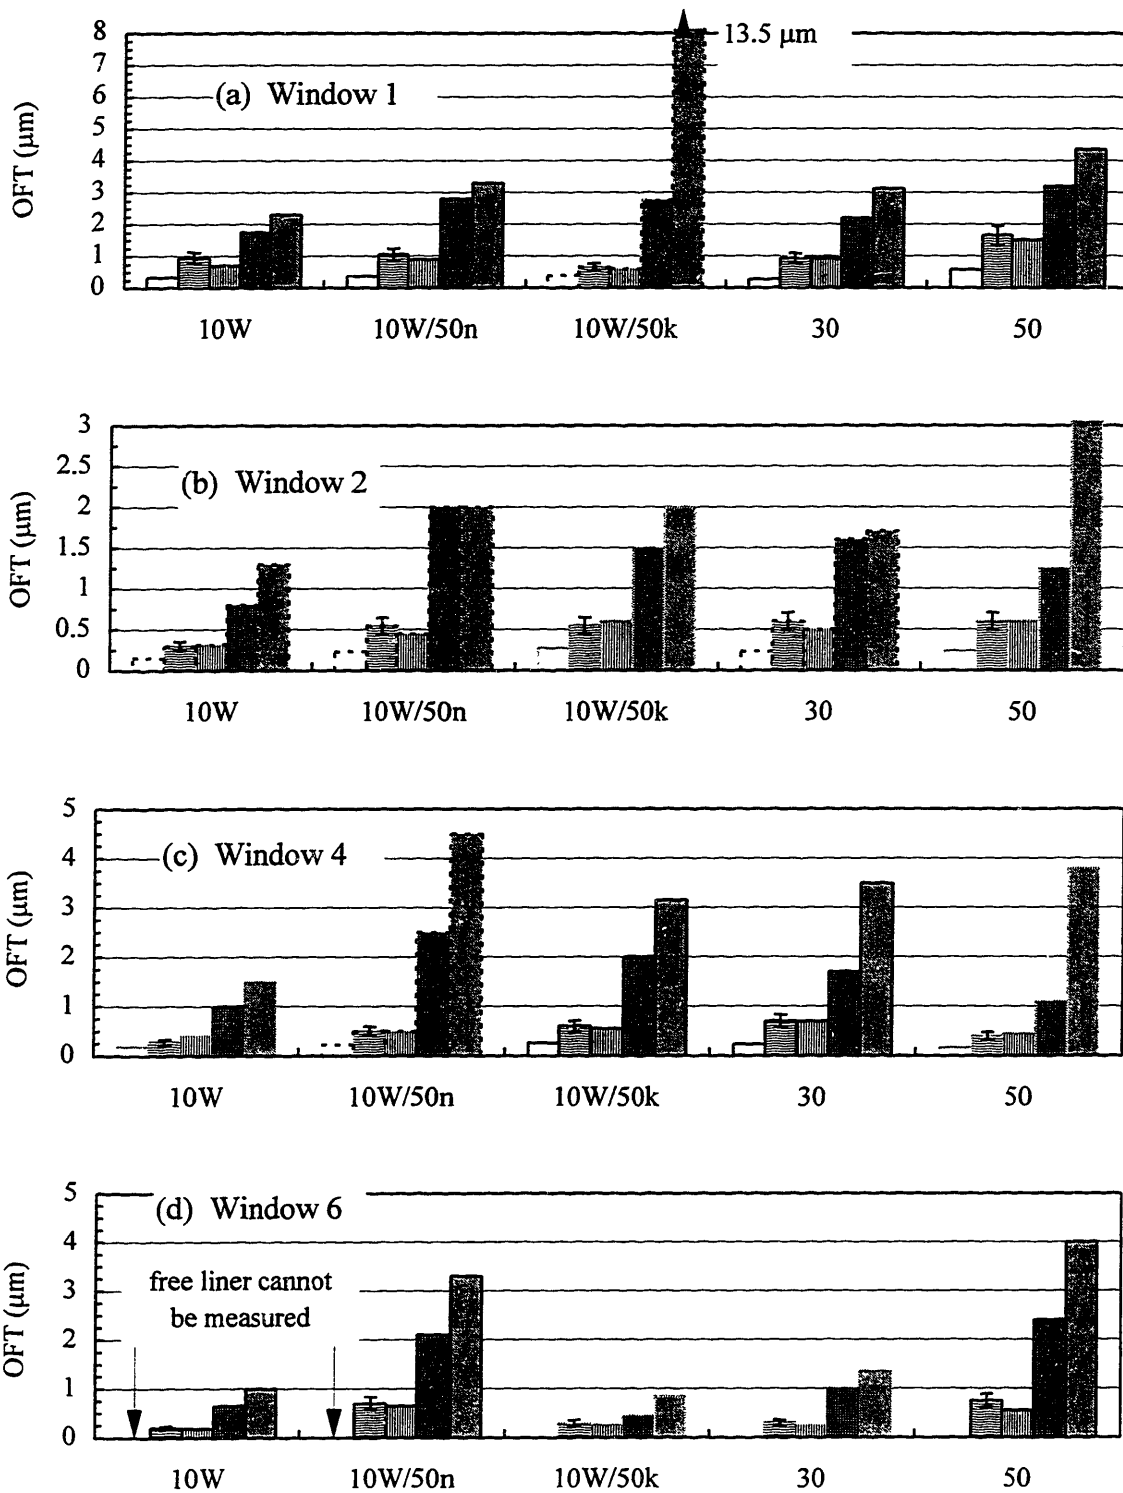 8
13.5 μm
7
6
(a) Window 1
5
4
3
2
1
0
OFT (μm)
10W 10W/50n 10W/50k 30 50
3
2.5
(b) Window 2
2
1.5
1
0.5
0
OFT (μm)
10W 10W/50n 10W/50k 30 50
5
(c) Window 4
4
3
2
1
0
OFT (μm)
10W 10W/50n 10W/50k 30 50
5
(d) Window 6
4
free liner cannot
be measured
3
2
1
0
OFT (μm)
10W 10W/50n 10W/50k 30 50